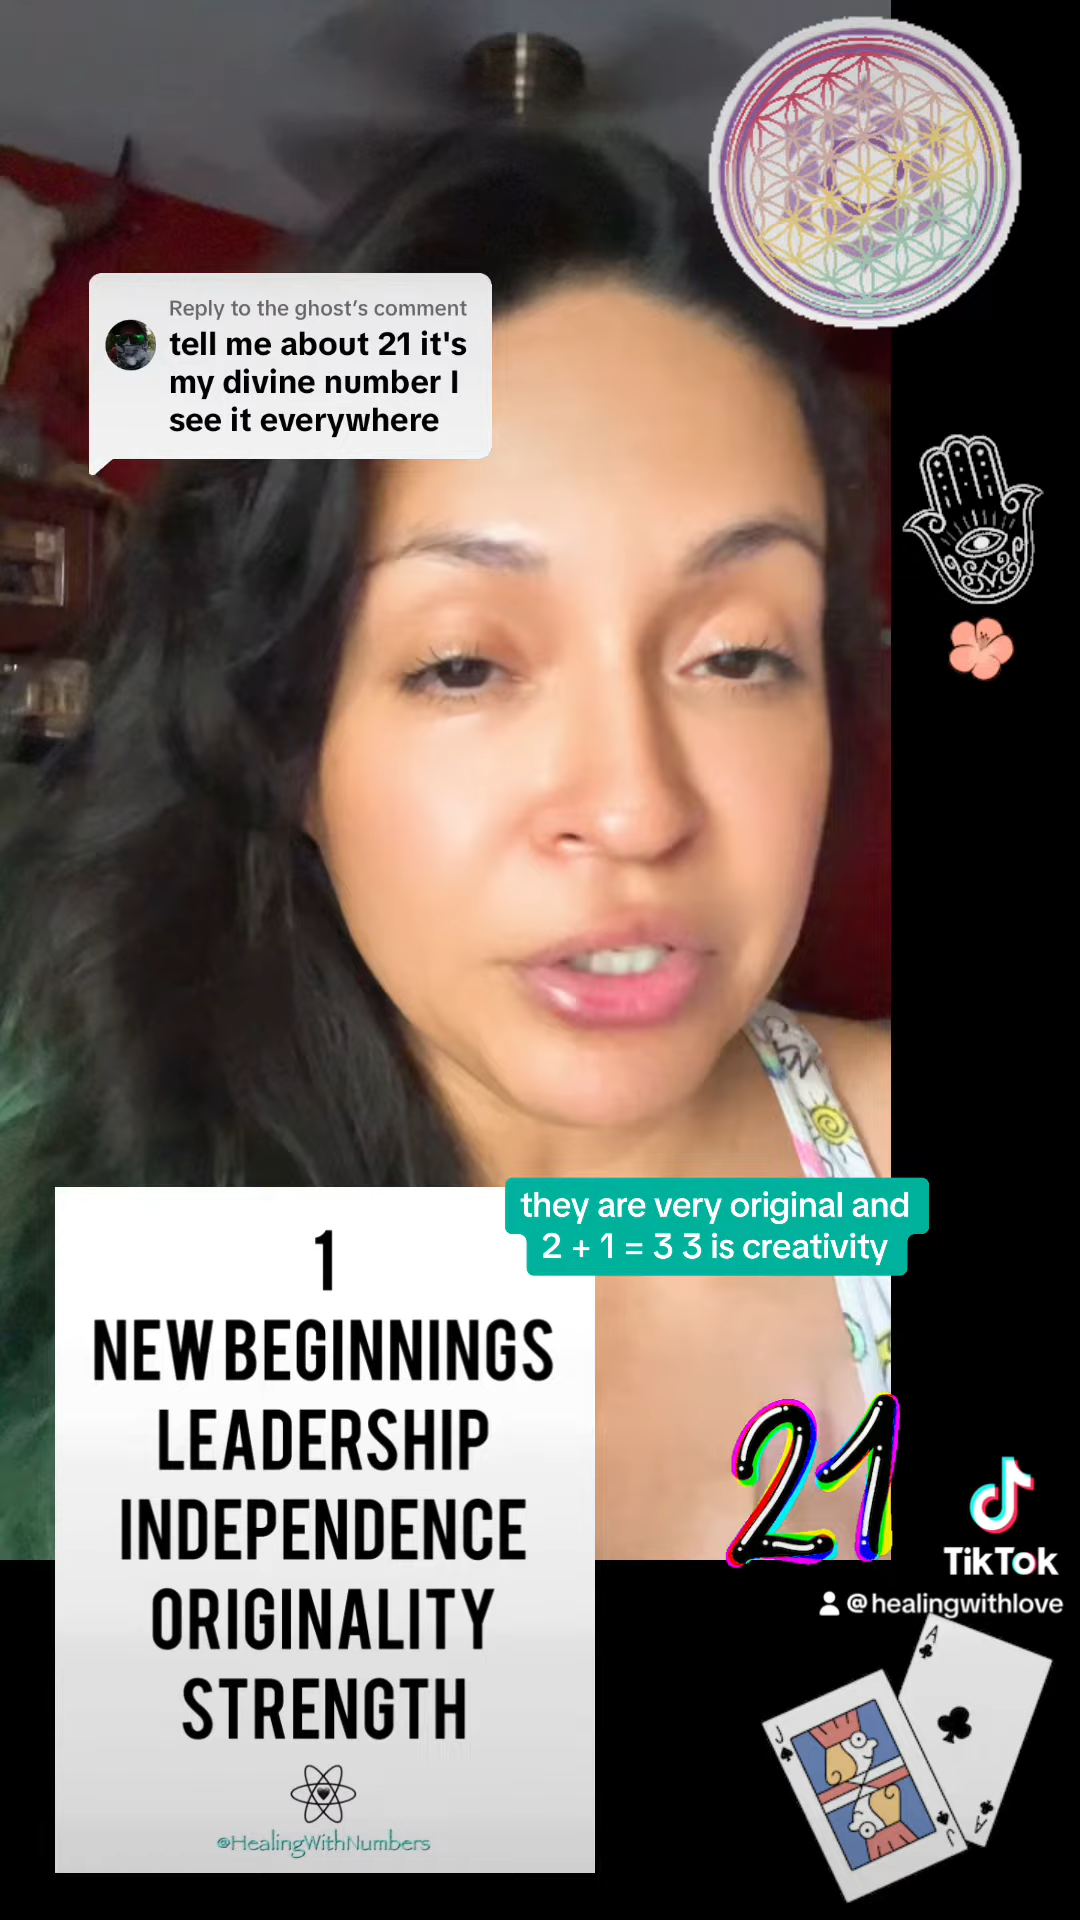 Reply to the ghost's comment
tell me about 21 it's
my divine number I
see it everywhere
they are very original and
2 + 1 = 3 3 is creativity
1
NEW BEGINNINGS
LEADERSHIP
INDEPENDENCE
ORIGINALITY
STRENGTH
@HealingWithNumbers
21
TikTok
@healingwithlove
A
A
J
J